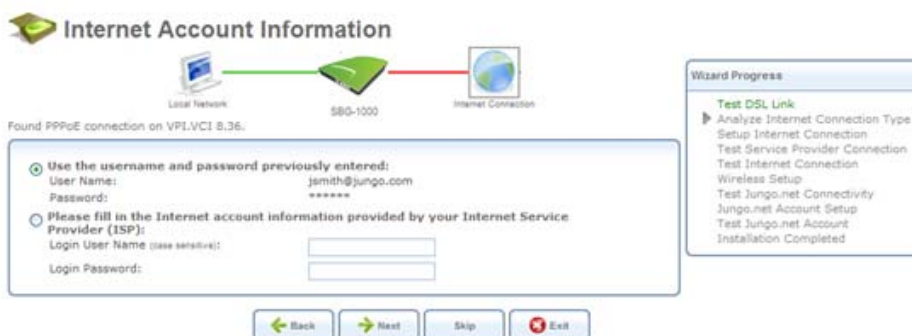 Internet Account Information
Local Network
SBG-1000
Internet Connection
Found PPPoE connection on VPI.VCI 8.36.
Use the username and password previously entered:
User Name: jsmith@jungo.com
Password: ******
Please fill in the Internet account information provided by your Internet Service
Provider (ISP):
Login User Name (case sensitive):
Login Password:
Back
Next
Skip
Exit
Wizard Progress
Test DSL Link
Analyze Internet Connection Type
Setup Internet Connection
Test Service Provider Connection
Test Internet Connection
Wireless Setup
Test Jungo.net Connectivity
Jungo.net Account Setup
Test Jungo.net Account
Installation Completed